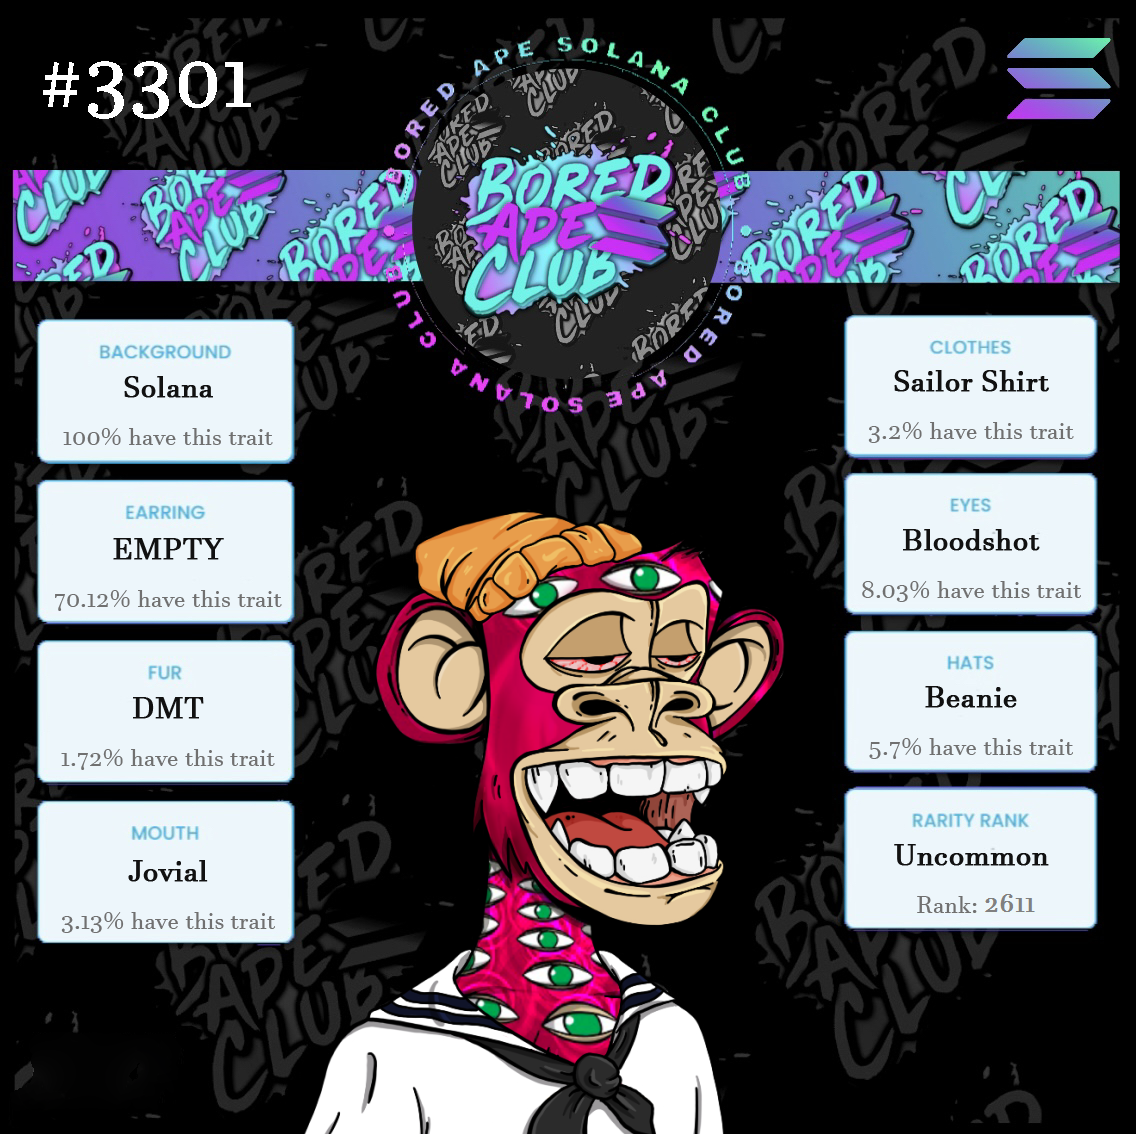 #3301
BORED APE SOLANA CLUB
BORED APE SOLANA CLUB
BORED
APE
CLUB
BACKGROUND
Solana
100% have this trait
EARRING
EMPTY
70.12% have this trait
FUR
DMT
1.72% have this trait
MOUTH
Jovial
3.13% have this trait
CLOTHES
Sailor Shirt
3.2% have this trait
EYES
Bloodshot
8.03% have this trait
HATS
Beanie
5.7% have this trait
RARITY RANK
Uncommon
Rank: 2611